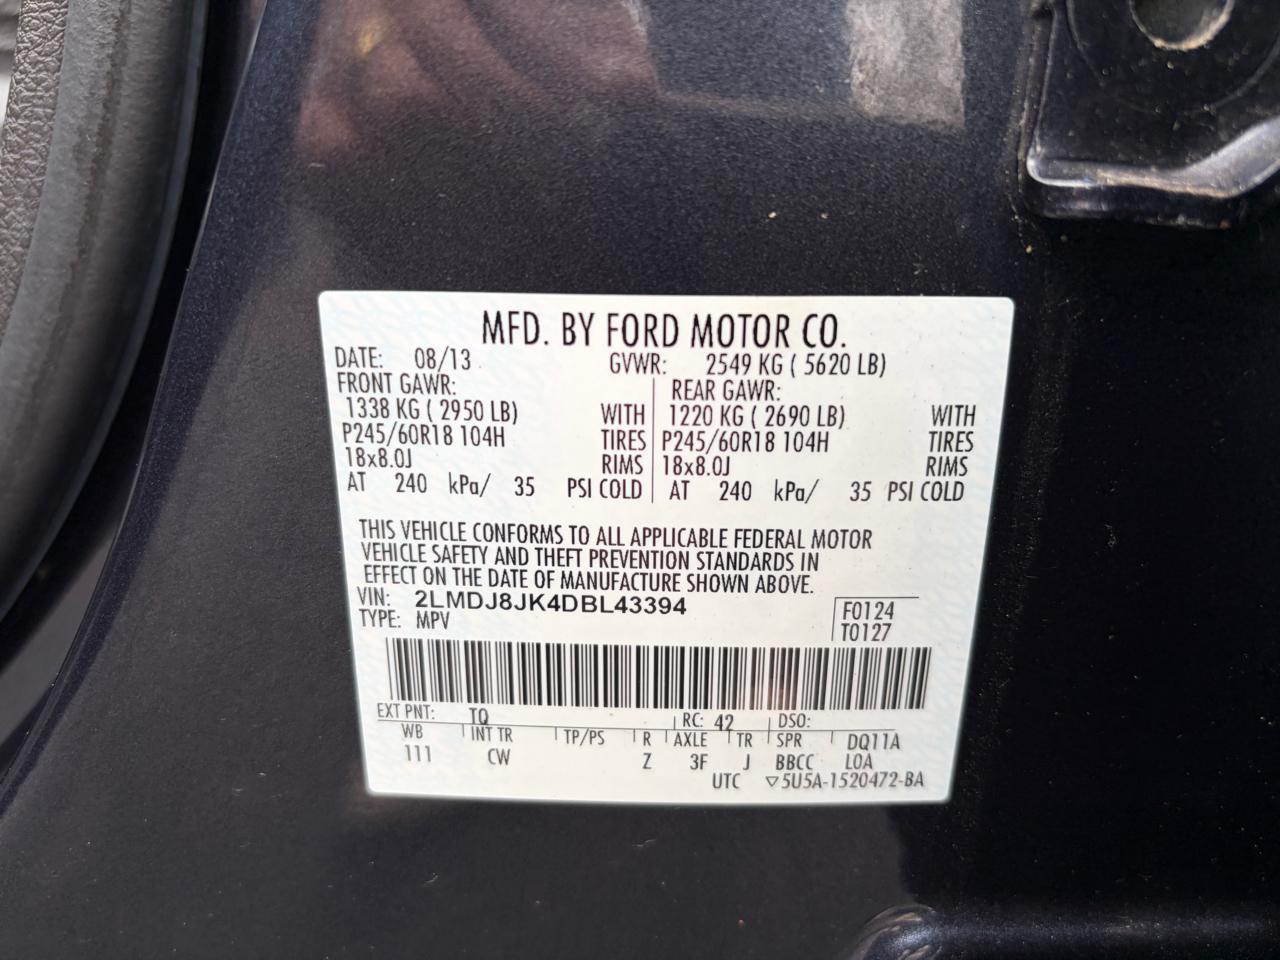 MFD. BY FORD MOTOR CO.
DATE: 08/13 GVWR: 2549 KG ( 5620 LB)
FRONT GAWR: REAR GAWR:
1338 KG ( 2950 LB) WITH 1220 KG ( 2690 LB) WITH
P245/60R18 104H TIRES P245/60R18 104H TIRES
18x8.0J RIMS 18x8.0J RIMS
AT 240 kPa/ 35 PSI COLD AT 240 kPa/ 35 PSI COLD
THIS VEHICLE CONFORMS TO ALL APPLICABLE FEDERAL MOTOR
VEHICLE SAFETY AND THEFT PREVENTION STANDARDS IN
EFFECT ON THE DATE OF MANUFACTURE SHOWN ABOVE.
VIN: 2LMDJ8JK4DBL43394 F0124
TYPE: MPV T0127
EXT PNT: TQ RC: 42 DSO:
WB INT TR TP/PS R AXLE TR SPR DQ11A
111 CW Z 3F J BBCC LOA
UTC ▽5U5A-1520472-BA